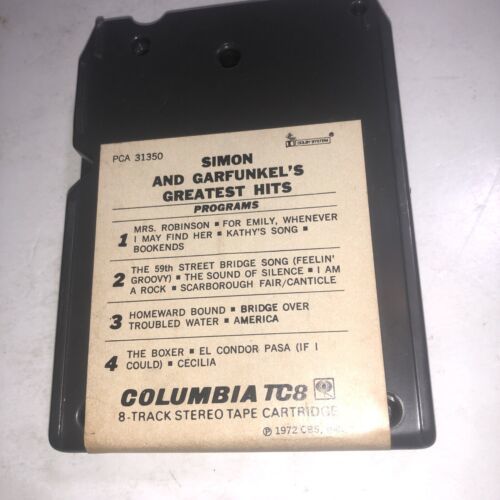 DOLBY SYSTEM
PCA 31350
SIMON
AND GARFUNKEL'S
GREATEST HITS
PROGRAMS
1 MRS. ROBINSON ▪ FOR EMILY, WHENEVER
I MAY FIND HER ▪ KATHY'S SONG ▪
BOOKENDS
2 THE 59th STREET BRIDGE SONG (FEELIN'
GROOVY) ▪ THE SOUND OF SILENCE ▪ I AM
A ROCK ▪ SCARBOROUGH FAIR/CANTICLE
3 HOMEWARD BOUND ▪ BRIDGE OVER
TROUBLED WATER ▪ AMERICA
4 THE BOXER ▪ EL CONDOR PASA (IF I
COULD) ▪ CECILIA
COLUMBIA TC8
8-TRACK STEREO TAPE CARTRIDGE
℗ 1972 CBS,